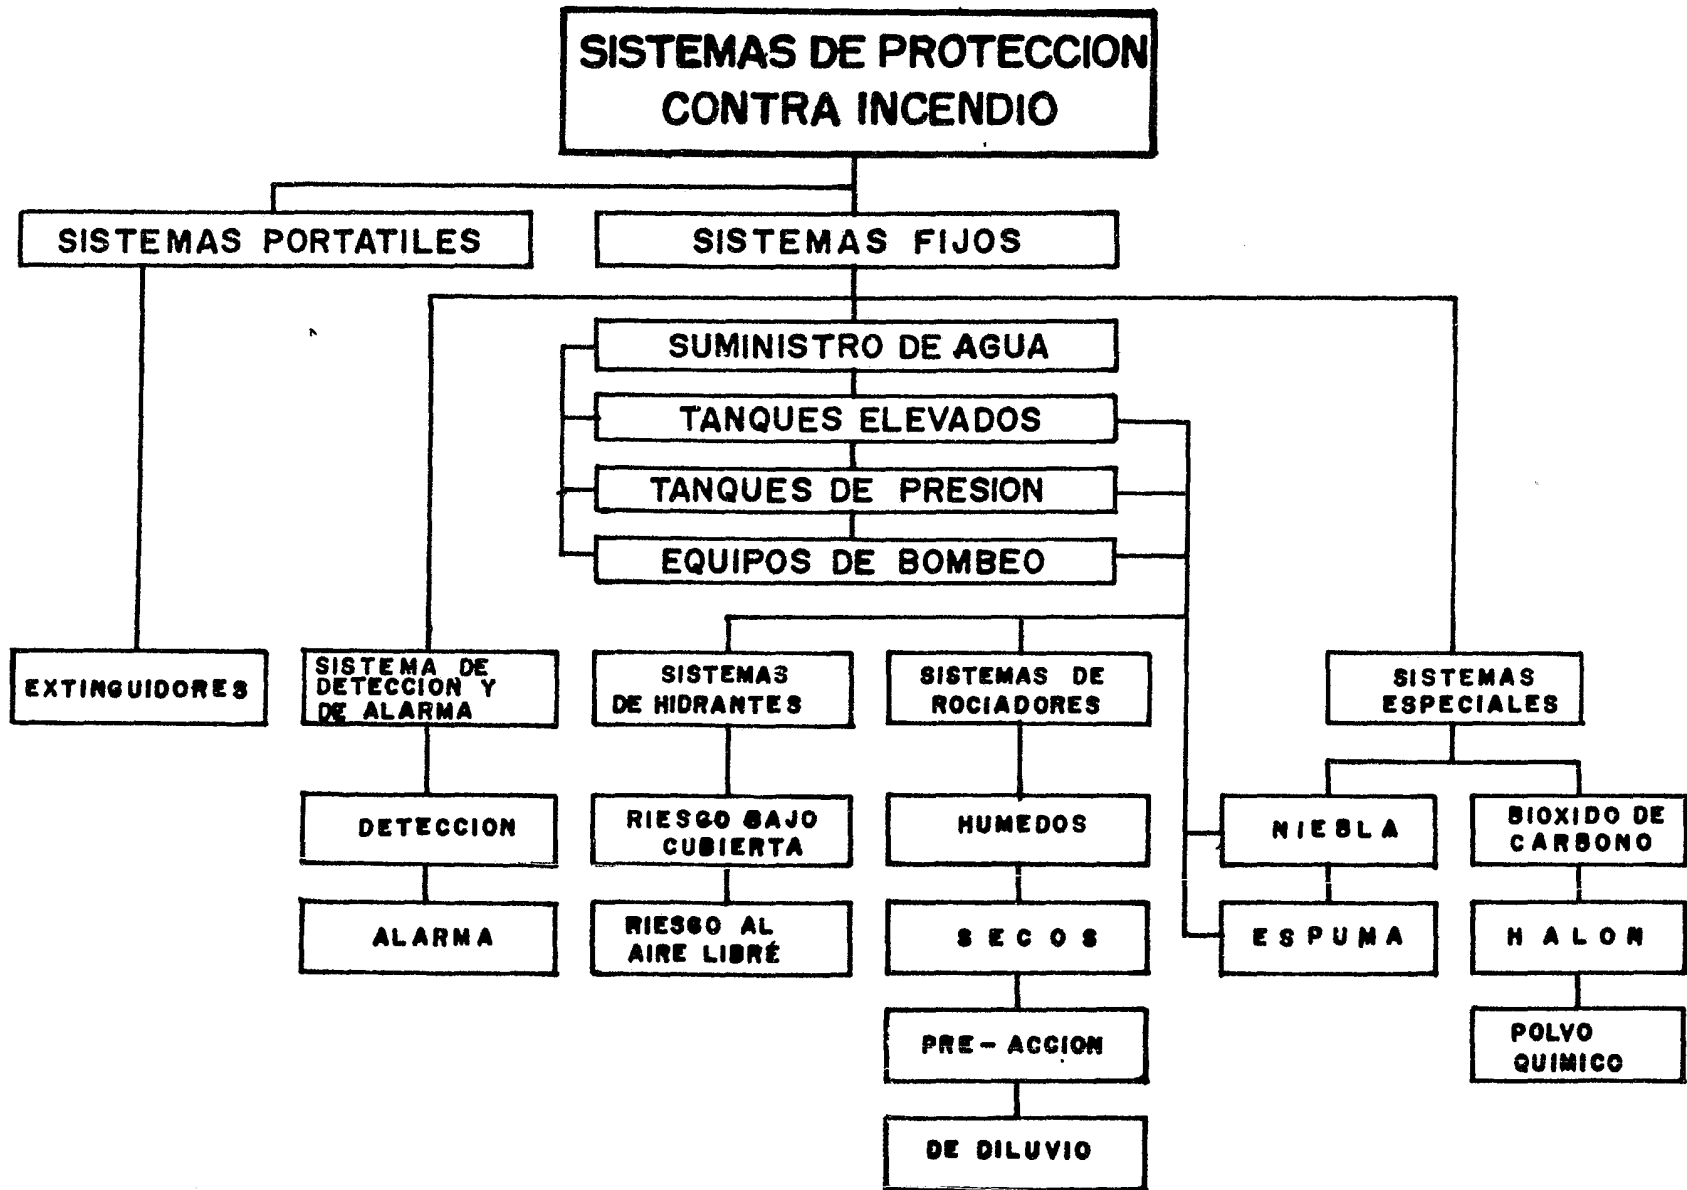 SISTEMAS DE PROTECCION
CONTRA INCENDIO
SISTEMAS PORTATILES
SISTEMAS FIJOS
SUMINISTRO DE AGUA
TANQUES ELEVADOS
TANQUES DE PRESION
EQUIPOS DE BOMBEO
EXTINGUIDORES
SISTEMA DE
DETECCION Y
DE ALARMA
SISTEMAS
DE HIDRANTES
SISTEMAS DE
ROCIADORES
SISTEMAS
ESPECIALES
DETECCION
RIESGO BAJO
CUBIERTA
HUMEDOS
NIEBLA
BIOXIDO DE
CARBONO
ALARMA
RIESGO AL
AIRE LIBRÉ
SECOS
ESPUMA
HALON
PRE-ACCION
POLVO
QUIMICO
DE DILUVIO